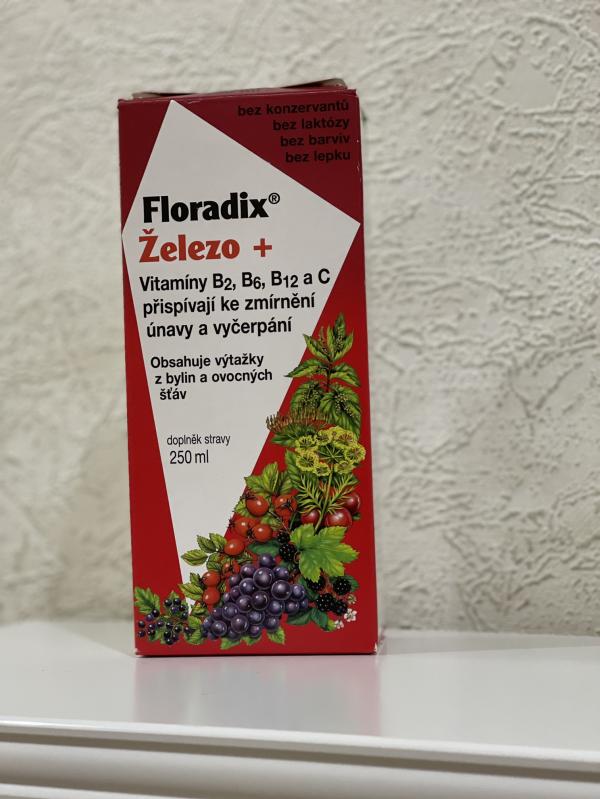 bez konzervantů
bez laktózy
bez barviv
bez lepku
Floradix®
Železo +
Vitamíny B2, B6, B12 a C
přispívají ke zmírnění
únavy a vyčerpání
Obsahuje výtažky
z bylin a ovocných
šťáv
doplněk stravy
250 ml